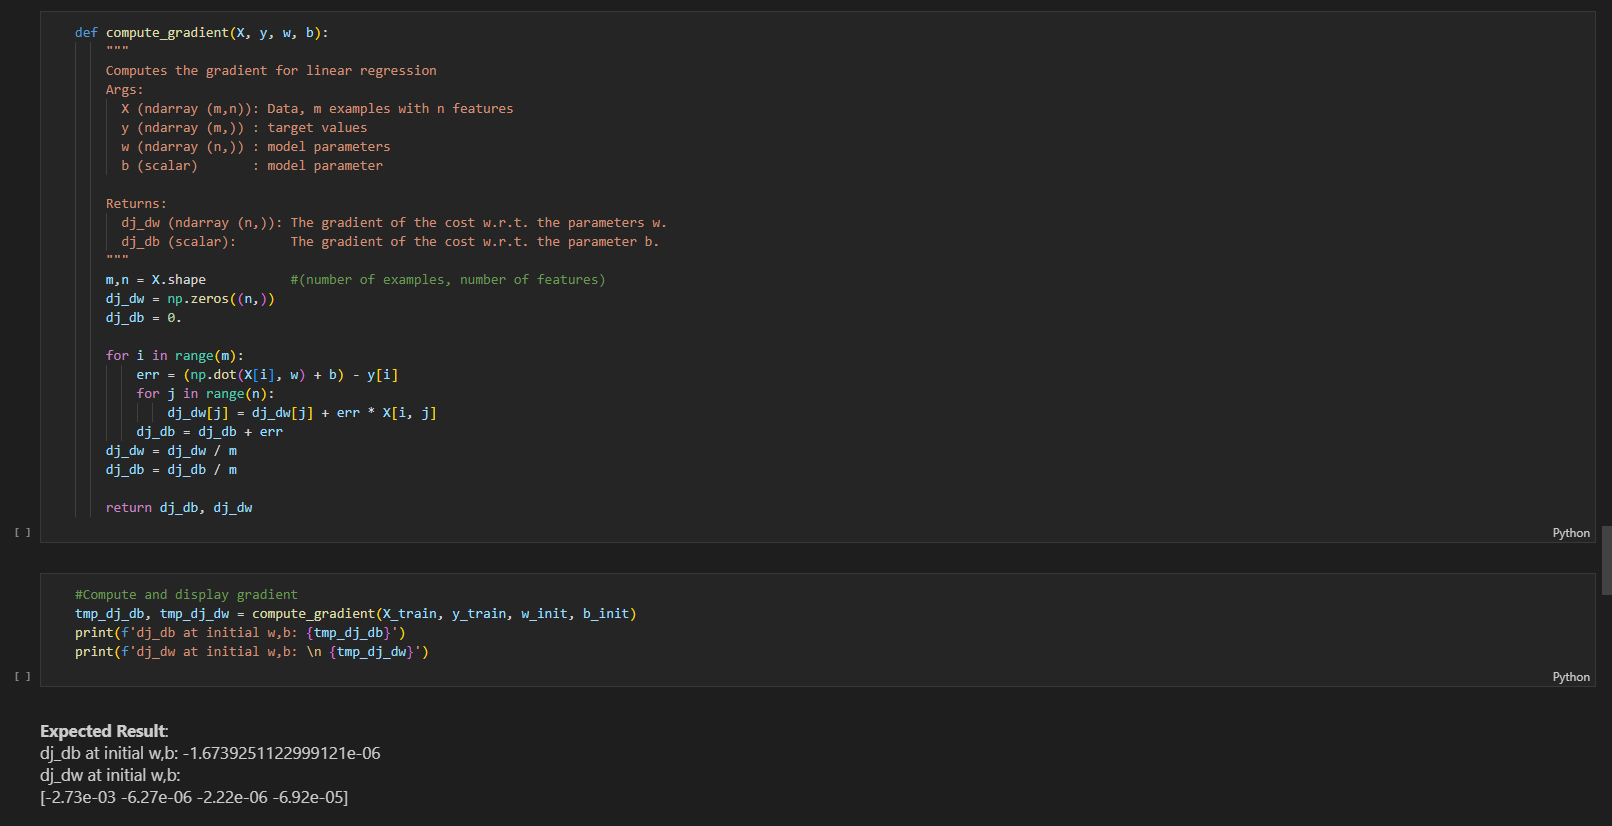 def compute_gradient(X, y, w, b):
"""
Computes the gradient for linear regression
Args:
X (ndarray (m,n)): Data, m examples with n features
y (ndarray (m,)) : target values
w (ndarray (n,)) : model parameters
b (scalar)       : model parameter
Returns:
dj_dw (ndarray (n,)): The gradient of the cost w.r.t. the parameters w.
dj_db (scalar):       The gradient of the cost w.r.t. the parameter b.
"""
m,n = X.shape           #(number of examples, number of features)
dj_dw = np.zeros((n,))
dj_db = 0.
for i in range(m):
err = (np.dot(X[i], w) + b) - y[i]
for j in range(n):
dj_dw[j] = dj_dw[j] + err * X[i, j]
dj_db = dj_db + err
dj_dw = dj_dw / m
dj_db = dj_db / m
return dj_db, dj_dw
[ ]
Python
#Compute and display gradient
tmp_dj_db, tmp_dj_dw = compute_gradient(X_train, y_train, w_init, b_init)
print(f'dj_db at initial w,b: {tmp_dj_db}')
print(f'dj_dw at initial w,b: \n {tmp_dj_dw}')
[ ]
Python
Expected Result:
dj_db at initial w,b: -1.6739251122999121e-06
dj_dw at initial w,b:
[-2.73e-03 -6.27e-06 -2.22e-06 -6.92e-05]